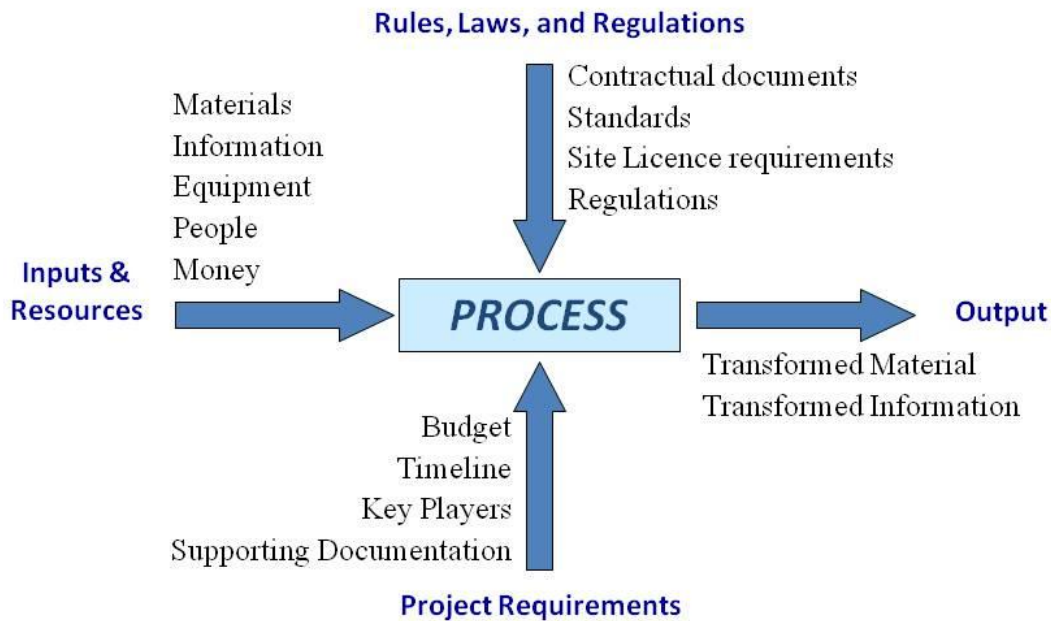 Rules, Laws, and Regulations
Contractual documents
Standards
Site Licence requirements
Regulations
Materials
Information
Equipment
People
Money
Inputs &
Resources
PROCESS
Output
Transformed Material
Transformed Information
Budget
Timeline
Key Players
Supporting Documentation
Project Requirements